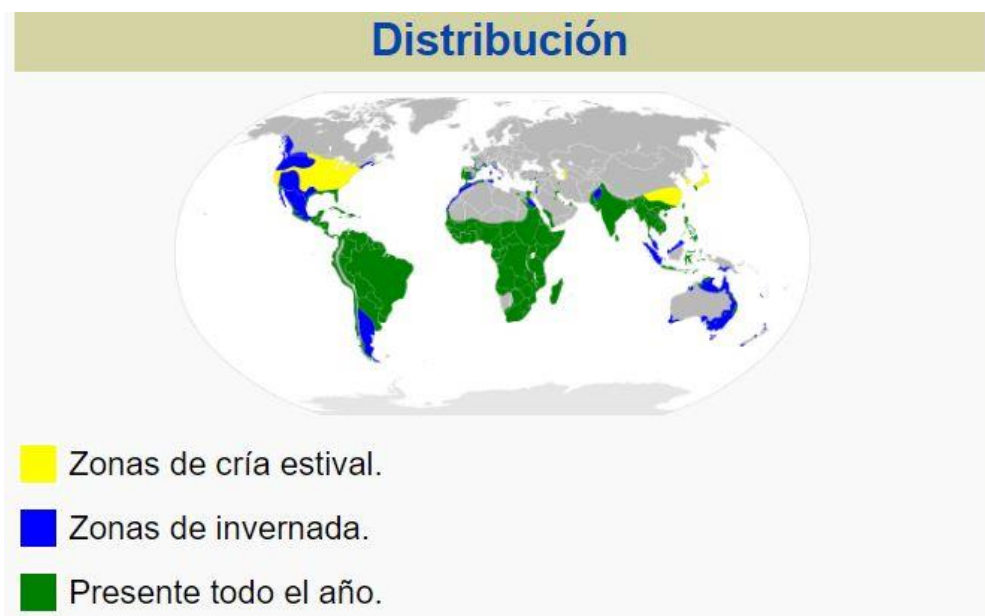 Distribución
Zonas de cría estival.
Zonas de invernada.
Presente todo el año.